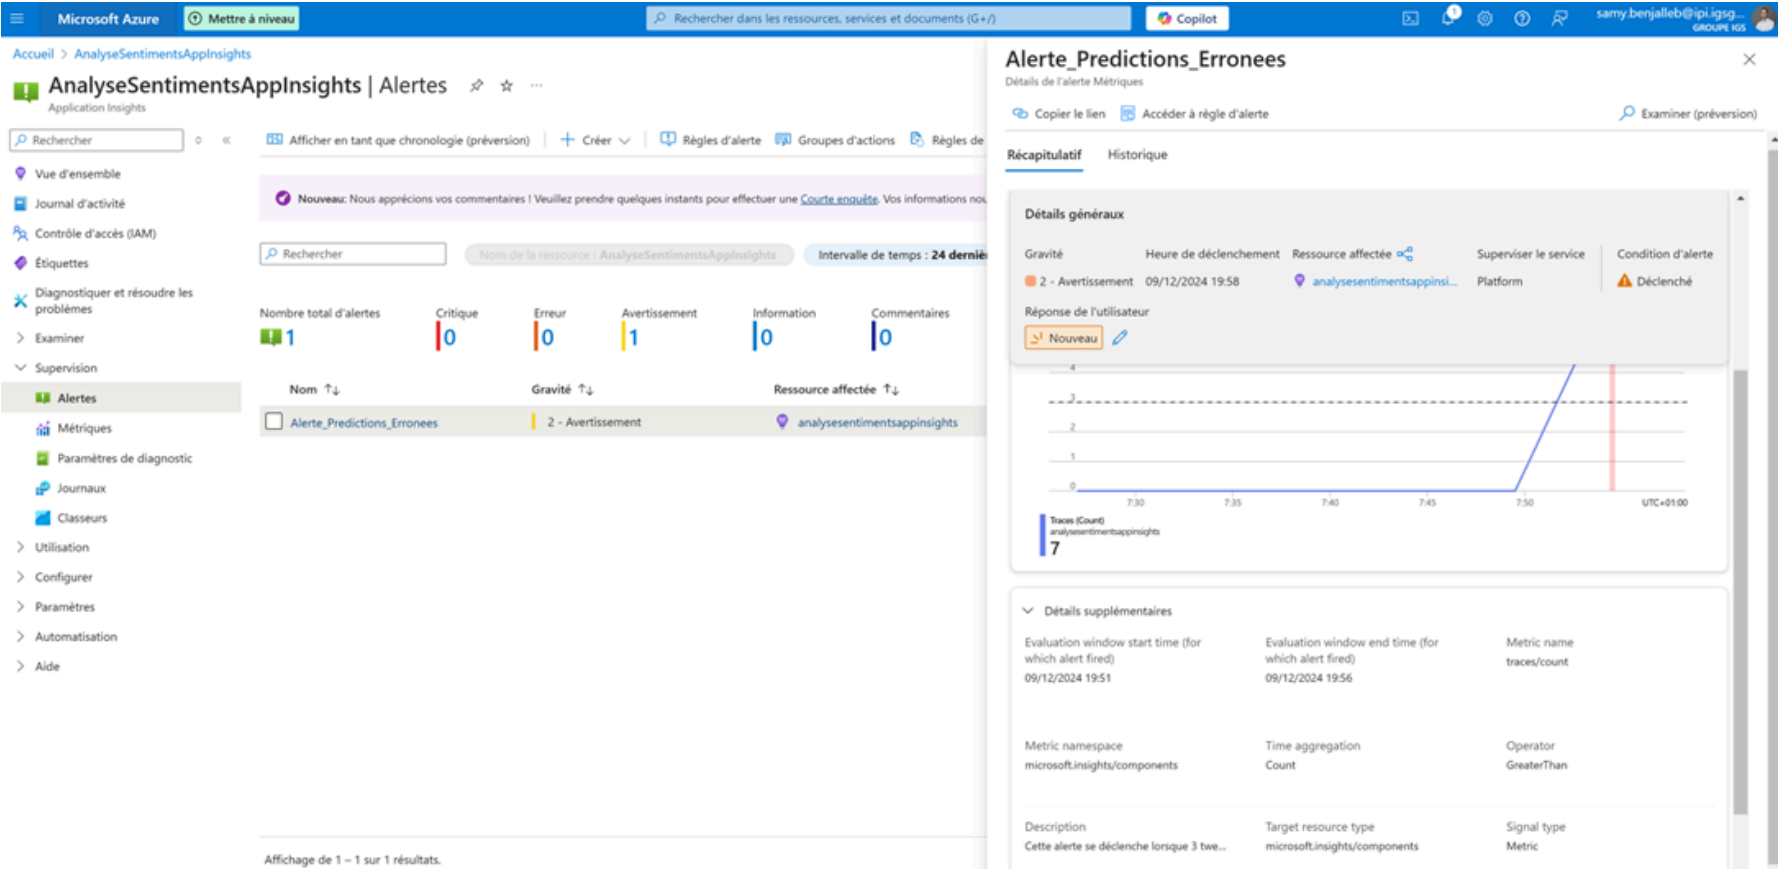 Microsoft Azure
Mettre à niveau
Rechercher dans les ressources, services et documents (G+/)
Copilot
1
samy.benjalleb@ipi.igsg...
GROUPE IGS
Accueil > AnalyseSentimentsAppInsights
AnalyseSentimentsAppInsights | Alertes
Application Insights
Rechercher
Vue d'ensemble
Journal d'activité
Contrôle d'accès (IAM)
Étiquettes
Diagnostiquer et résoudre les
problèmes
Examiner
Supervision
Alertes
Métriques
Paramètres de diagnostic
Journaux
Classeurs
Utilisation
Configurer
Paramètres
Automatisation
Aide
Afficher en tant que chronologie (préversion)
Créer
Règles d'alerte
Groupes d'actions
Règles de
Nouveau: Nous apprécions vos commentaires ! Veuillez prendre quelques instants pour effectuer une Courte enquête. Vos informations nou
Rechercher
Nom de la ressource : AnalyseSentimentsAppInsights
Intervalle de temps : 24 derniè
Nombre total d'alertes
1
Critique
0
Erreur
0
Avertissement
1
Information
0
Commentaires
0
Nom ↑↓
Gravité ↑↓
Ressource affectée ↑↓
Alerte_Predictions_Erronees
2 - Avertissement
analysesentimentsappinsights
Affichage de 1 – 1 sur 1 résultats.
Alerte_Predictions_Erronees
Détails de l'alerte Métriques
Copier le lien
Accéder à règle d'alerte
Examiner (préversion)
Récapitulatif
Historique
Détails généraux
Gravité
2 - Avertissement
Heure de déclenchement
09/12/2024 19:58
Ressource affectée
analysesentimentsappinsi...
Superviser le service
Platform
Condition d'alerte
Déclenché
Réponse de l'utilisateur
Nouveau
4
3
2
1
0
7:30
7:35
7:40
7:45
7:50
UTC+01:00
Traces (Count)
analysesentimentsappinsights
7
Détails supplémentaires
Evaluation window start time (for
which alert fired)
09/12/2024 19:51
Evaluation window end time (for
which alert fired)
09/12/2024 19:56
Metric name
traces/count
Metric namespace
microsoft.insights/components
Time aggregation
Count
Operator
GreaterThan
Description
Cette alerte se déclenche lorsque 3 twe...
Target resource type
microsoft.insights/components
Signal type
Metric